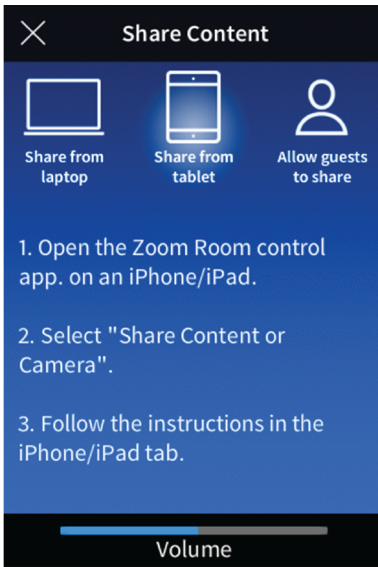 Share Content
Share from
laptop
Share from
tablet
Allow guests
to share
1. Open the Zoom Room control
app. on an iPhone/iPad.
2. Select "Share Content or
Camera".
3. Follow the instructions in the
iPhone/iPad tab.
Volume